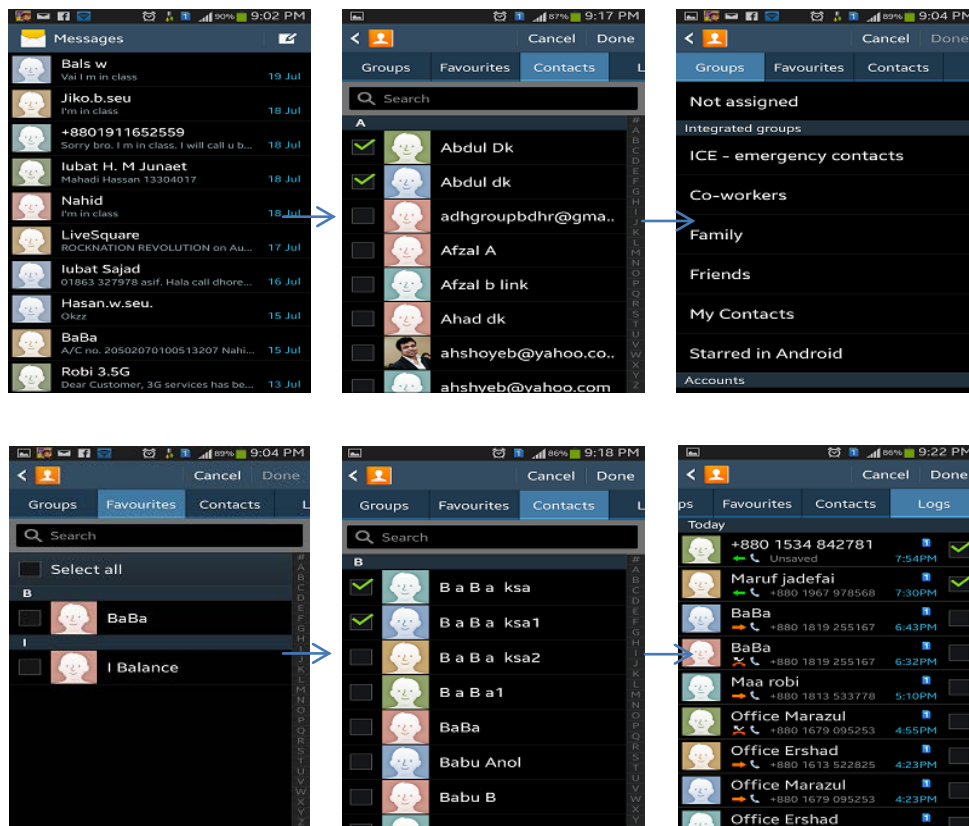 90% 9:02 PM
Messages
Bals w
Vai I m in class 19 Jul
Jiko.b.seu
I'm in class 18 Jul
+8801911652559
Sorry bro. I m in class. I will call u b... 18 Jul
Iubat H. M Junaet
Mahadi Hassan 13304017 18 Jul
Nahid
I'm in class 18 Jul
LiveSquare
ROCKNATION REVOLUTION on Au... 17 Jul
Iubat Sajad
01863 327978 asif. Hala call dhore... 16 Jul
Hasan.w.seu.
Okzz 15 Jul
BaBa
A/C no. 20502070100513207 Nahi... 15 Jul
Robi 3.5G
Dear Customer, 3G services has be... 13 Jul
87% 9:17 PM
Cancel Done
Groups Favourites Contacts L
Search
A
Abdul Dk
Abdul dk
adhgroupbdhr@gma..
Afzal A
Afzal b link
Ahad dk
ahshoyeb@yahoo.co..
ahshyeb@yahoo.com
#
A
B
C
D
E
F
G
H
I
J
K
L
M
N
O
P
Q
R
S
T
U
V
W
X
Y
Z
89% 9:04 PM
Cancel Done
Groups Favourites Contacts
Not assigned
Integrated groups
ICE - emergency contacts
Co-workers
Family
Friends
My Contacts
Starred in Android
Accounts
89% 9:04 PM
Cancel Done
Groups Favourites Contacts L
Search
Select all
B
BaBa
I
I Balance
#
A
B
C
D
E
F
G
H
I
J
K
L
M
N
O
P
Q
R
S
T
U
V
W
X
Y
Z
86% 9:18 PM
Cancel Done
Groups Favourites Contacts L
Search
B
B a B a ksa
B a B a ksa1
B a B a ksa2
B a B a1
BaBa
Babu Anol
Babu B
#
A
B
C
D
E
F
G
H
I
J
K
L
M
N
O
P
Q
R
S
T
U
V
W
X
Y
86% 9:22 PM
Cancel Done
ps Favourites Contacts Logs
Today
+880 1534 842781
Unsaved 7:54PM
Maruf jadefai
+880 1967 978568 7:30PM
BaBa
+880 1819 255167 6:43PM
BaBa
+880 1819 255167 6:32PM
Maa robi
+880 1813 533778 5:10PM
Office Marazul
+880 1679 095253 4:55PM
Office Ershad
+880 1613 522825 4:23PM
Office Marazul
+880 1679 095253 4:23PM
Office Ershad